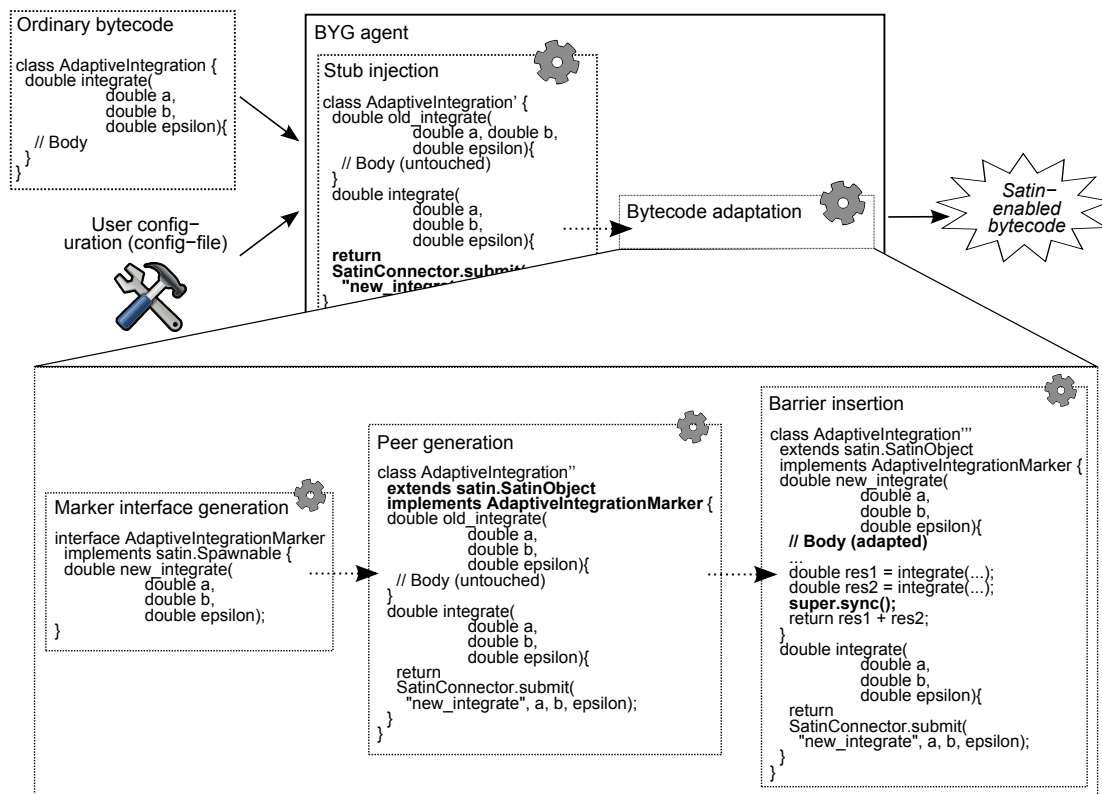 Ordinary bytecode
class AdaptiveIntegration {
double integrate(
double a,
double b,
double epsilon){
// Body
}
}
User config−
uration (config−file)
BYG agent
Stub injection
class AdaptiveIntegration' {
double old_integrate(
double a, double b,
double epsilon){
// Body (untouched)
}
double integrate(
double a,
double b,
double epsilon){
return
SatinConnector.submit(
"new_integrate
}
Bytecode adaptation
Satin−
enabled
bytecode
Marker interface generation
interface AdaptiveIntegrationMarker
implements satin.Spawnable {
double new_integrate(
double a,
double b,
double epsilon);
}
Peer generation
class AdaptiveIntegration''
extends satin.SatinObject
implements AdaptiveIntegrationMarker {
double old_integrate(
double a,
double b,
double epsilon){
// Body (untouched)
}
double integrate(
double a,
double b,
double epsilon){
return
SatinConnector.submit(
"new_integrate", a, b, epsilon);
}
}
Barrier insertion
class AdaptiveIntegration'''
extends satin.SatinObject
implements AdaptiveIntegrationMarker {
double new_integrate(
double a,
double b,
double epsilon){
// Body (adapted)
...
double res1 = integrate(...);
double res2 = integrate(...);
super.sync();
return res1 + res2;
}
double integrate(
double a,
double b,
double epsilon){
return
SatinConnector.submit(
"new_integrate", a, b, epsilon);
}
}